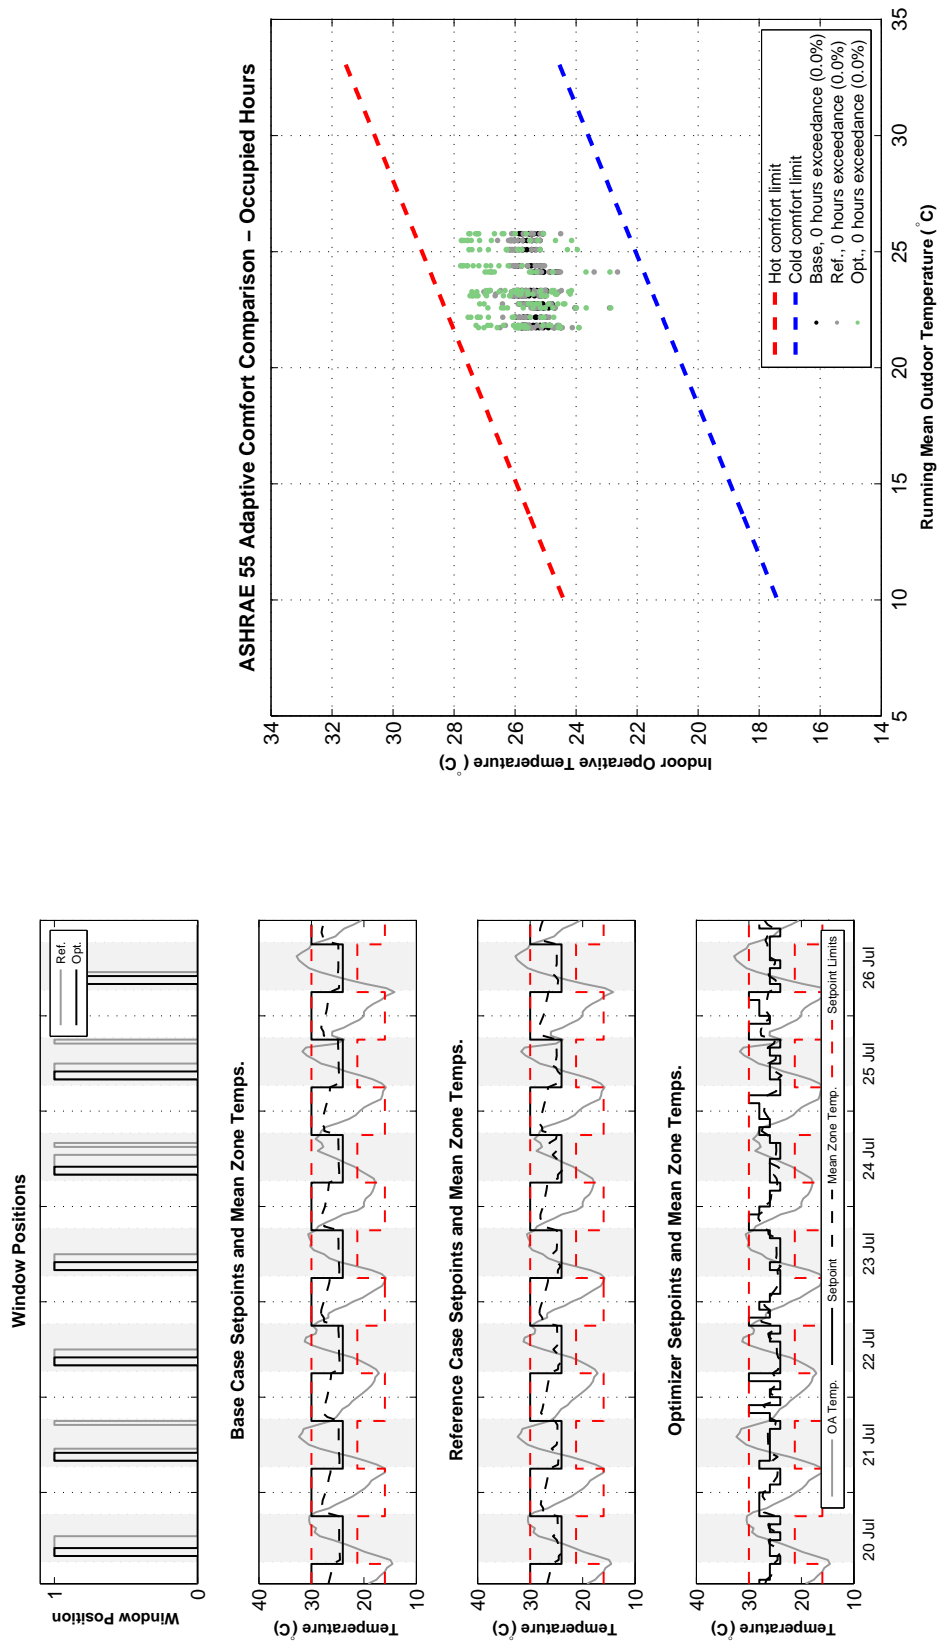 Window Positions
Window Position
1
0
Ref.
Opt.
Base Case Setpoints and Mean Zone Temps.
Temperature (°C)
30
20
10
Reference Case Setpoints and Mean Zone Temps.
Temperature (°C)
30
20
10
Optimizer Setpoints and Mean Zone Temps.
Temperature (°C)
30
20
10
20 Jul
21 Jul
22 Jul
23 Jul
24 Jul
25 Jul
26 Jul
OA Temp.
Setpoint
Mean Zone Temp.
Setpoint Limits
ASHRAE 55 Adaptive Comfort Comparison – Occupied Hours
Indoor Operative Temperature (°C)
34
32
30
28
26
24
22
20
18
16
14
5
10
15
20
25
30
35
Running Mean Outdoor Temperature (°C)
Hot comfort limit
Cold comfort limit
Base, 0 hours exceedance (0.0%)
Ref., 0 hours exceedance (0.0%)
Opt., 0 hours exceedance (0.0%)